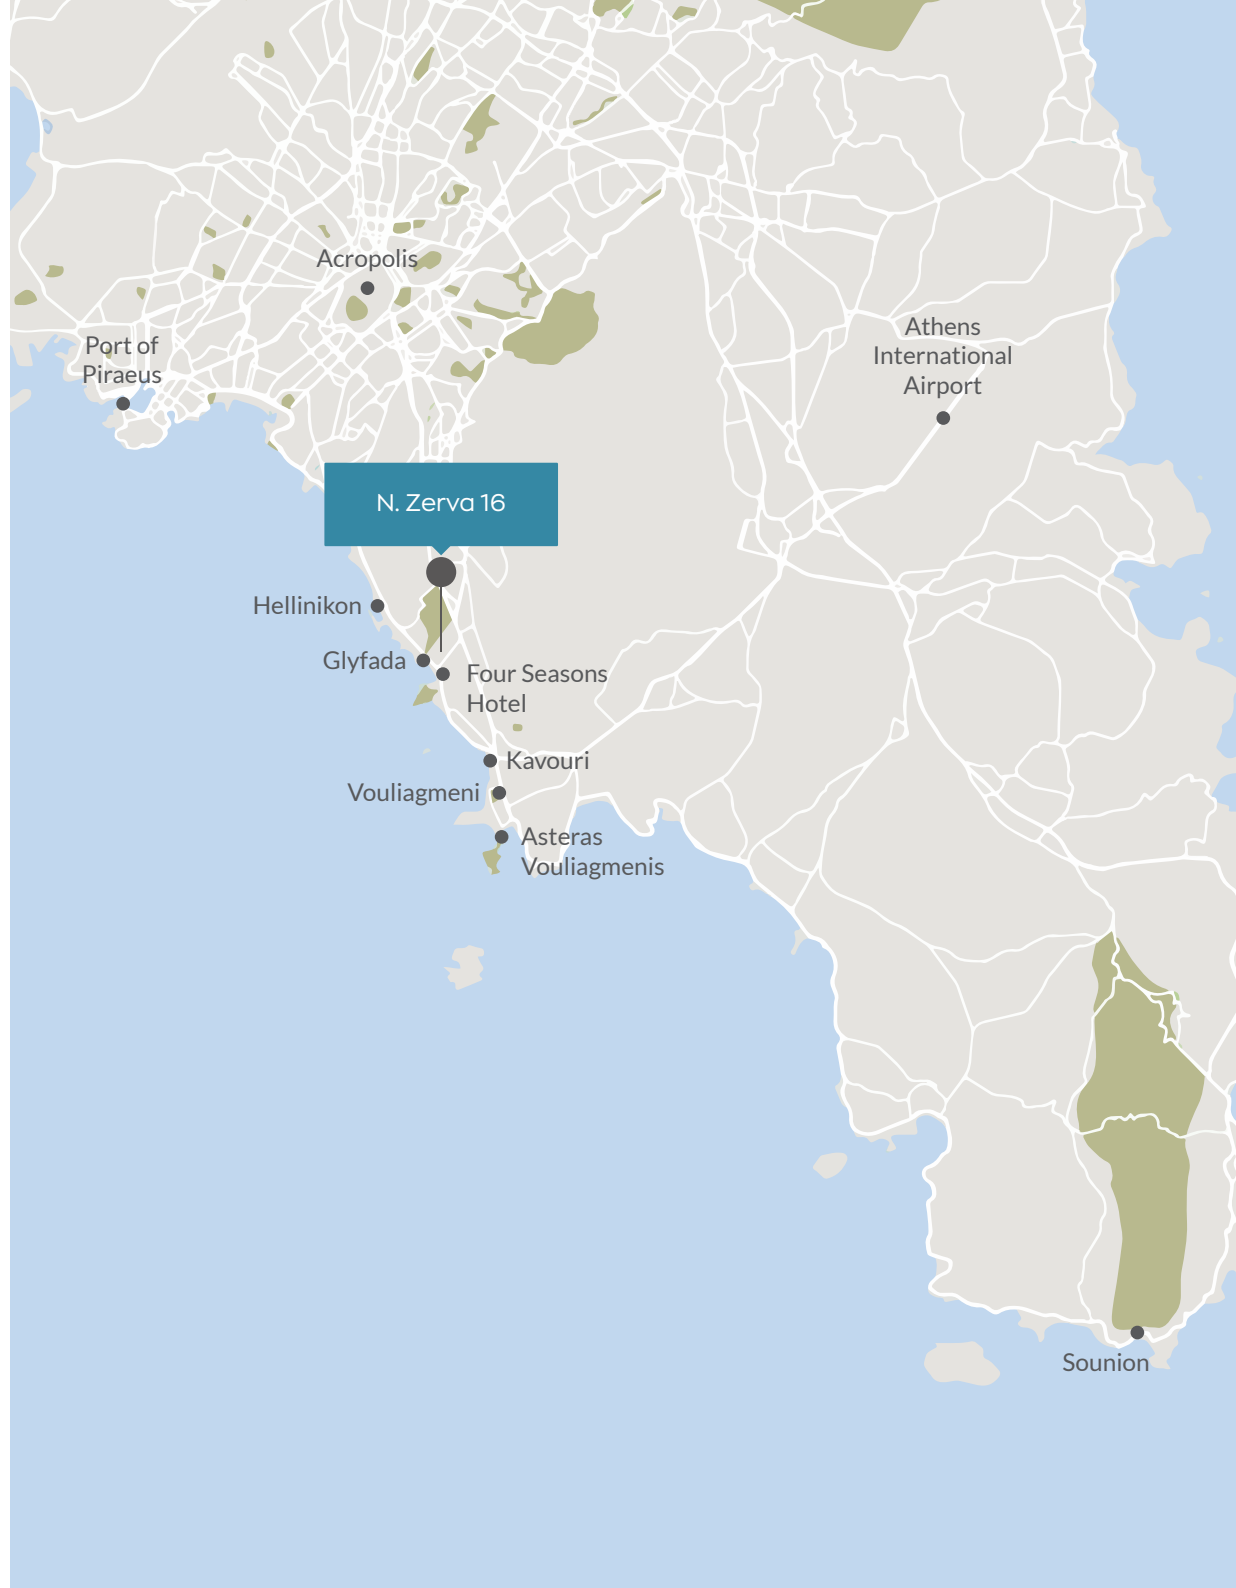 Acropolis
Athens
International
Airport
Port of
Piraeus
N. Zerva 16
Hellinikon
Glyfada
Four Seasons
Hotel
Kavouri
Vouliagmeni
Asteras
Vouliagmenis
Sounion